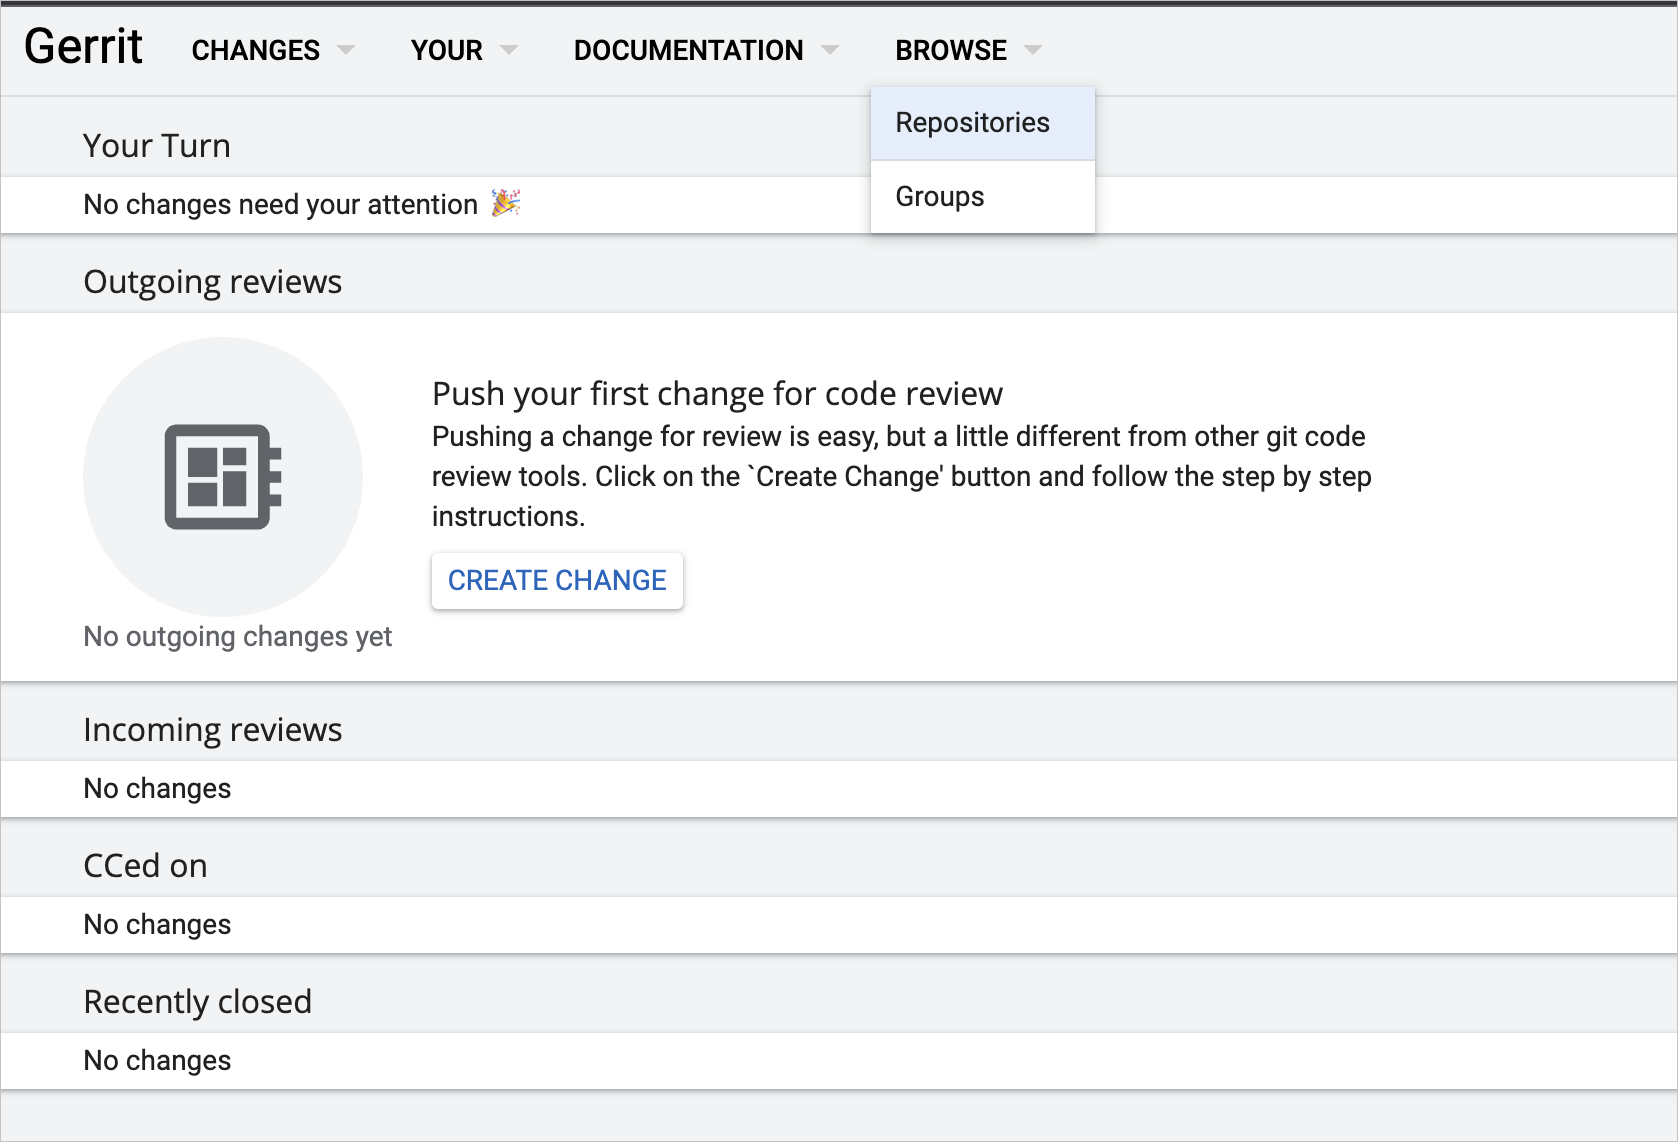 Gerrit CHANGES YOUR DOCUMENTATION BROWSE
Repositories
Groups
Your Turn
No changes need your attention 🎉
Outgoing reviews
Push your first change for code review
Pushing a change for review is easy, but a little different from other git code
review tools. Click on the `Create Change' button and follow the step by step
instructions.
CREATE CHANGE
No outgoing changes yet
Incoming reviews
No changes
CCed on
No changes
Recently closed
No changes